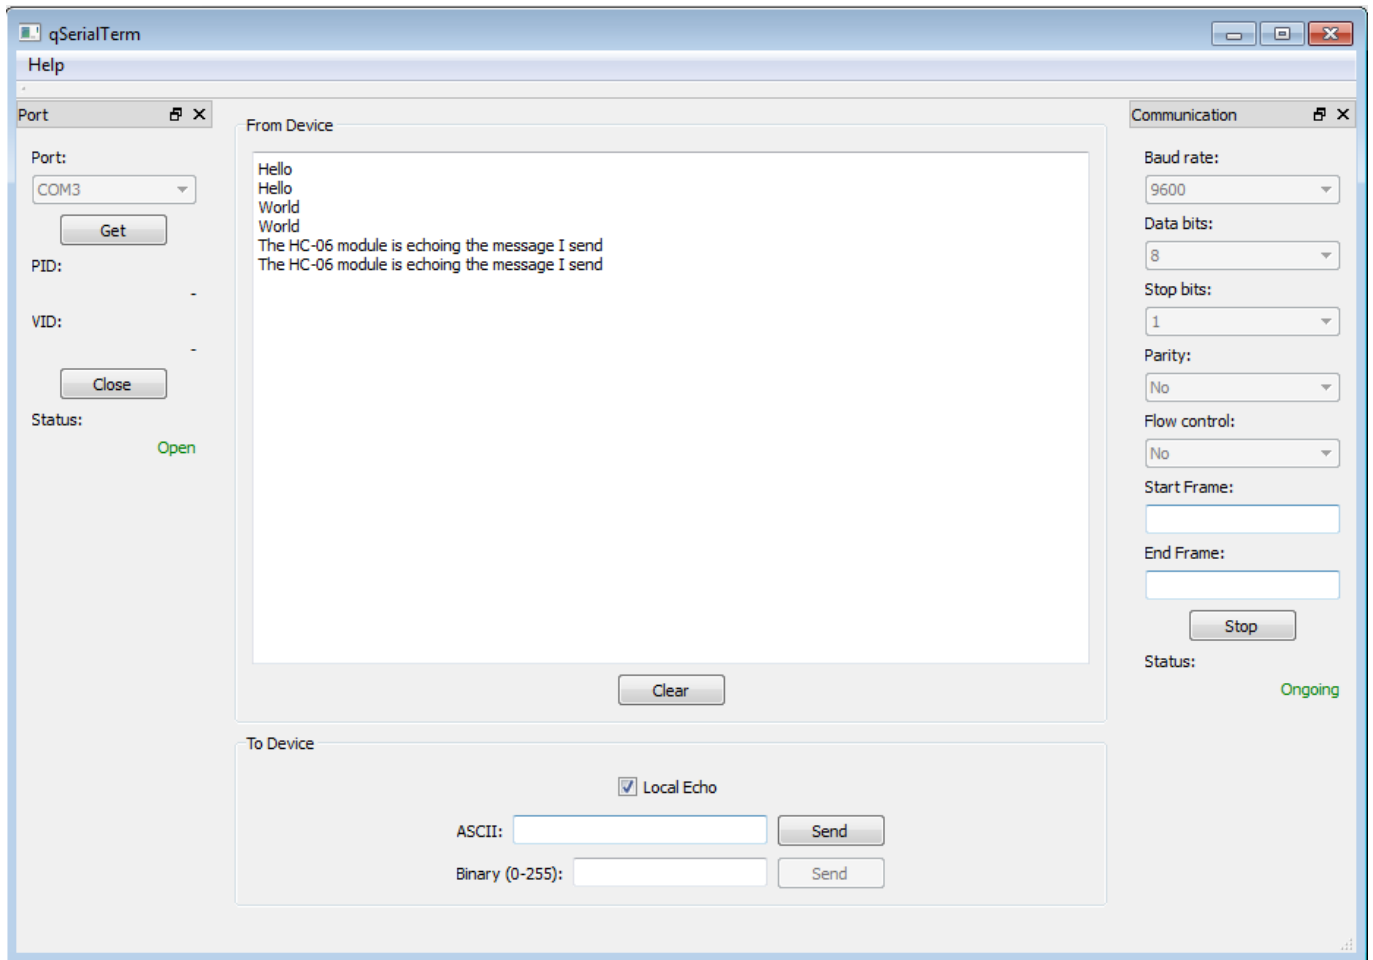 qSerialTerm
Help
Port
Port:
COM3
Get
PID:
-
VID:
-
Close
Status:
Open
From Device
Hello
Hello
World
World
The HC-06 module is echoing the message I send
The HC-06 module is echoing the message I send
Clear
To Device
Local Echo
ASCII:
Send
Binary (0-255):
Send
Communication
Baud rate:
9600
Data bits:
8
Stop bits:
1
Parity:
No
Flow control:
No
Start Frame:
End Frame:
Stop
Status:
Ongoing